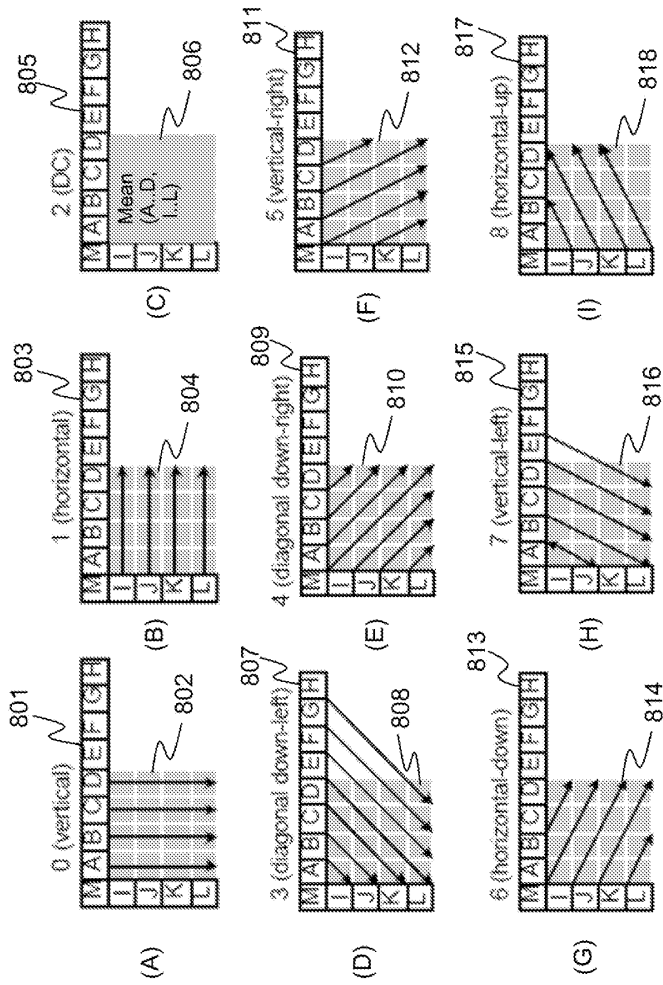 0 (vertical)
801
M A B C D E F G H
I
J
K
L
802
(A)
1 (horizontal)
803
M A B C D E F G H
I
J
K
L
804
(B)
2 (DC)
805
M A B C D E F G H
I
J
K
L
Mean
(A..D,
I..L)
806
(C)
3 (diagonal down-left)
807
M A B C D E F G H
I
J
K
L
808
(D)
4 (diagonal down-right)
809
M A B C D E F G H
I
J
K
L
810
(E)
5 (vertical-right)
811
M A B C D E F G H
I
J
K
L
812
(F)
6 (horizontal-down)
813
M A B C D E F G H
I
J
K
L
814
(G)
7 (vertical-left)
815
M A B C D E F G H
I
J
K
L
816
(H)
8 (horizontal-up)
817
M A B C D E F G H
I
J
K
L
818
(I)